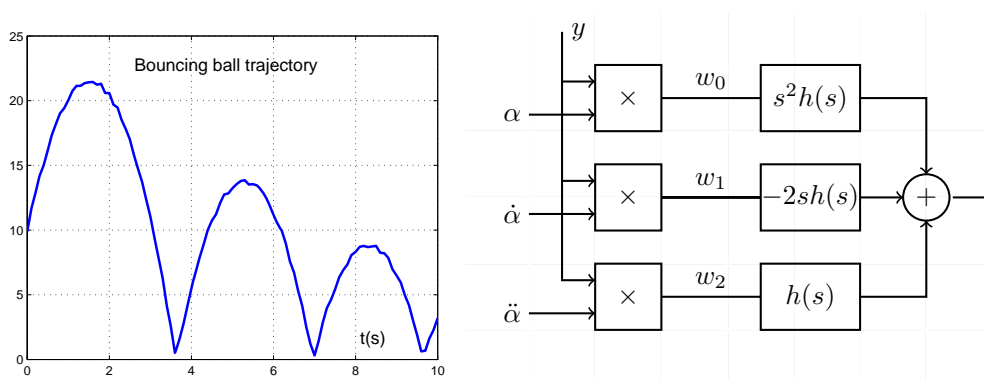 Bouncing ball trajectory
25
20
15
10
5
0
0 2 4 6 8 10
t(s)
y
α × w₀ s²h(s)
α̇ × w₁ −2sh(s) +
α̈ × w₂ h(s)